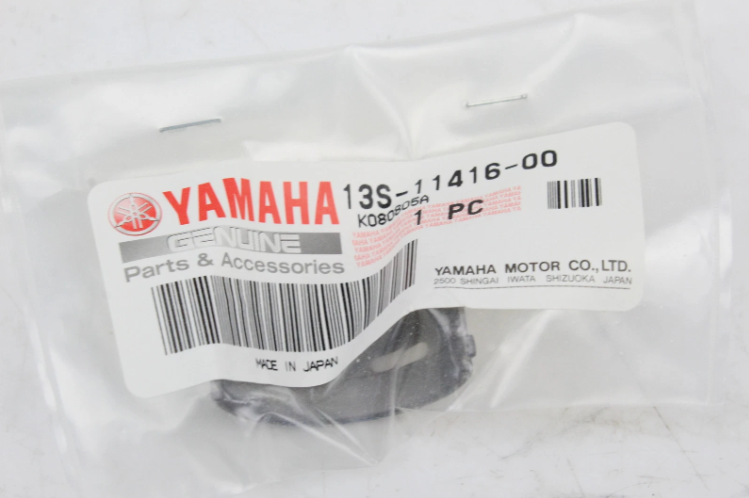 YAMAHA
GENUINE
Parts & Accessories
13S-11416-00
K080805A
1 PC
YAMAHA MOTOR CO.,LTD.
2500 SHINGAI IWATA SHIZUOKA JAPAN
MADE IN JAPAN